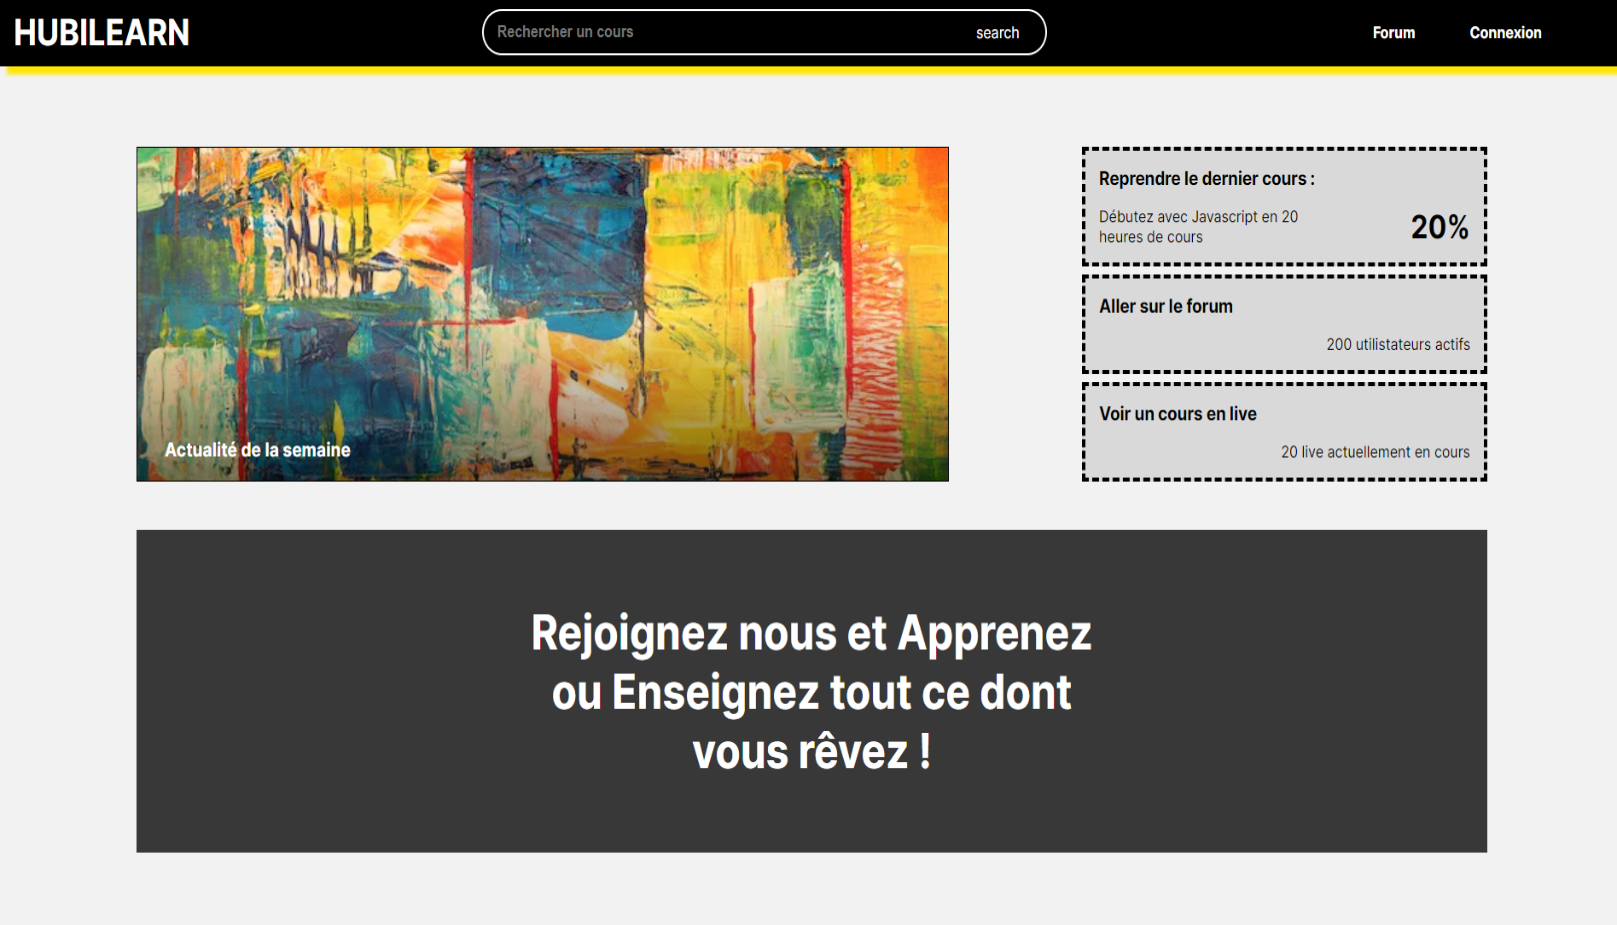 HUBILEARN
Rechercher un cours
search
Forum
Connexion
Actualité de la semaine
Reprendre le dernier cours :
Débutez avec Javascript en 20
heures de cours
20%
Aller sur le forum
200 utilistateurs actifs
Voir un cours en live
20 live actuellement en cours
Rejoignez nous et Apprenez
ou Enseignez tout ce dont
vous rêvez !